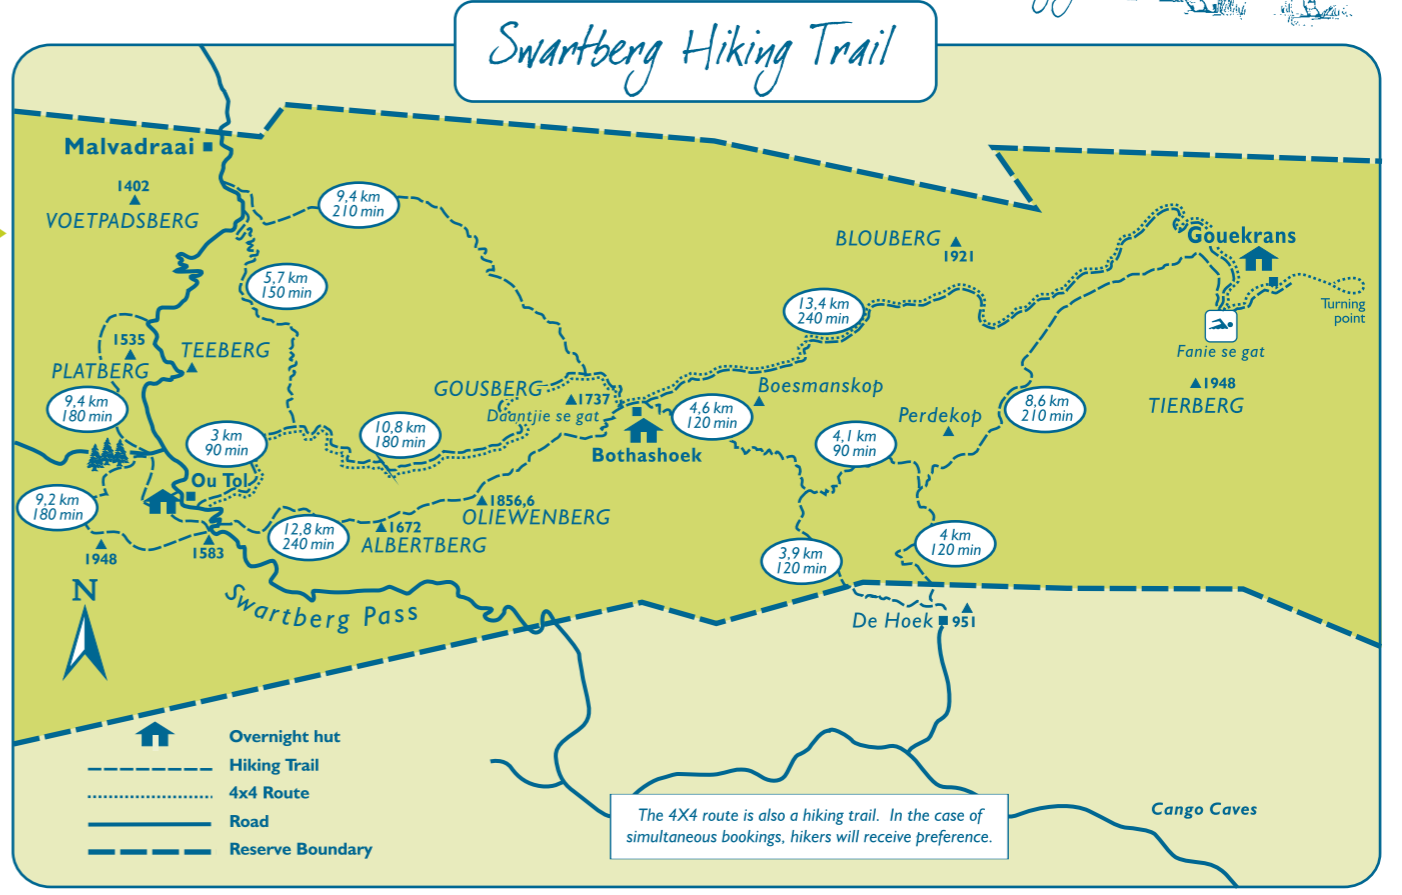 Swartberg Hiking Trail
Malvadraai
1402
VOETPADSBERG
9,4 km
210 min
5,7 km
150 min
BLOUBERG
1921
Gouekrans
13,4 km
240 min
Turning
point
Fanie se gat
1535
PLATBERG
TEEBERG
9,4 km
180 min
GOUSBERG
1737
Daantjie se gat
Boesmanskop
1948
TIERBERG
4,6 km
120 min
Perdekop
8,6 km
210 min
3 km
90 min
10,8 km
180 min
4,1 km
90 min
Bothashoek
Ou Tol
9,2 km
180 min
1856,6
OLIEWENBERG
12,8 km
240 min
1672
ALBERTBERG
1948
1583
3,9 km
120 min
4 km
120 min
N
Swartberg Pass
De Hoek
951
Overnight hut
Hiking Trail
4x4 Route
Road
Reserve Boundary
The 4X4 route is also a hiking trail. In the case of
simultaneous bookings, hikers will receive preference.
Cango Caves